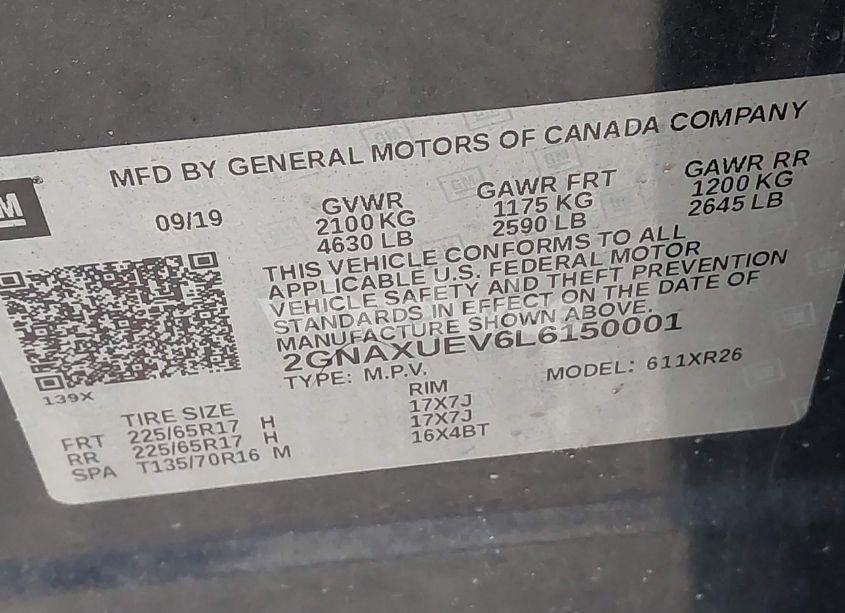 MFD BY GENERAL MOTORS OF CANADA COMPANY
GM
09/19
GVWR
2100 KG
4630 LB
GAWR FRT
1175 KG
2590 LB
GAWR RR
1200 KG
2645 LB
THIS VEHICLE CONFORMS TO ALL
APPLICABLE U.S. FEDERAL MOTOR
VEHICLE SAFETY AND THEFT PREVENTION
STANDARDS IN EFFECT ON THE DATE OF
MANUFACTURE SHOWN ABOVE.
2GNAXUEV6L6150001
TYPE: M.P.V. MODEL: 611XR26
139X
TIRE SIZE RIM
FRT 225/65R17 H 17X7J
RR 225/65R17 H 17X7J
SPA T135/70R16 M 16X4BT